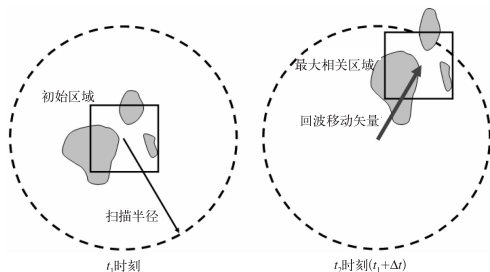 初始区域
扫描半径
t₁时刻
最大相关区域
回波移动矢量
t₂时刻(t₁+Δt)